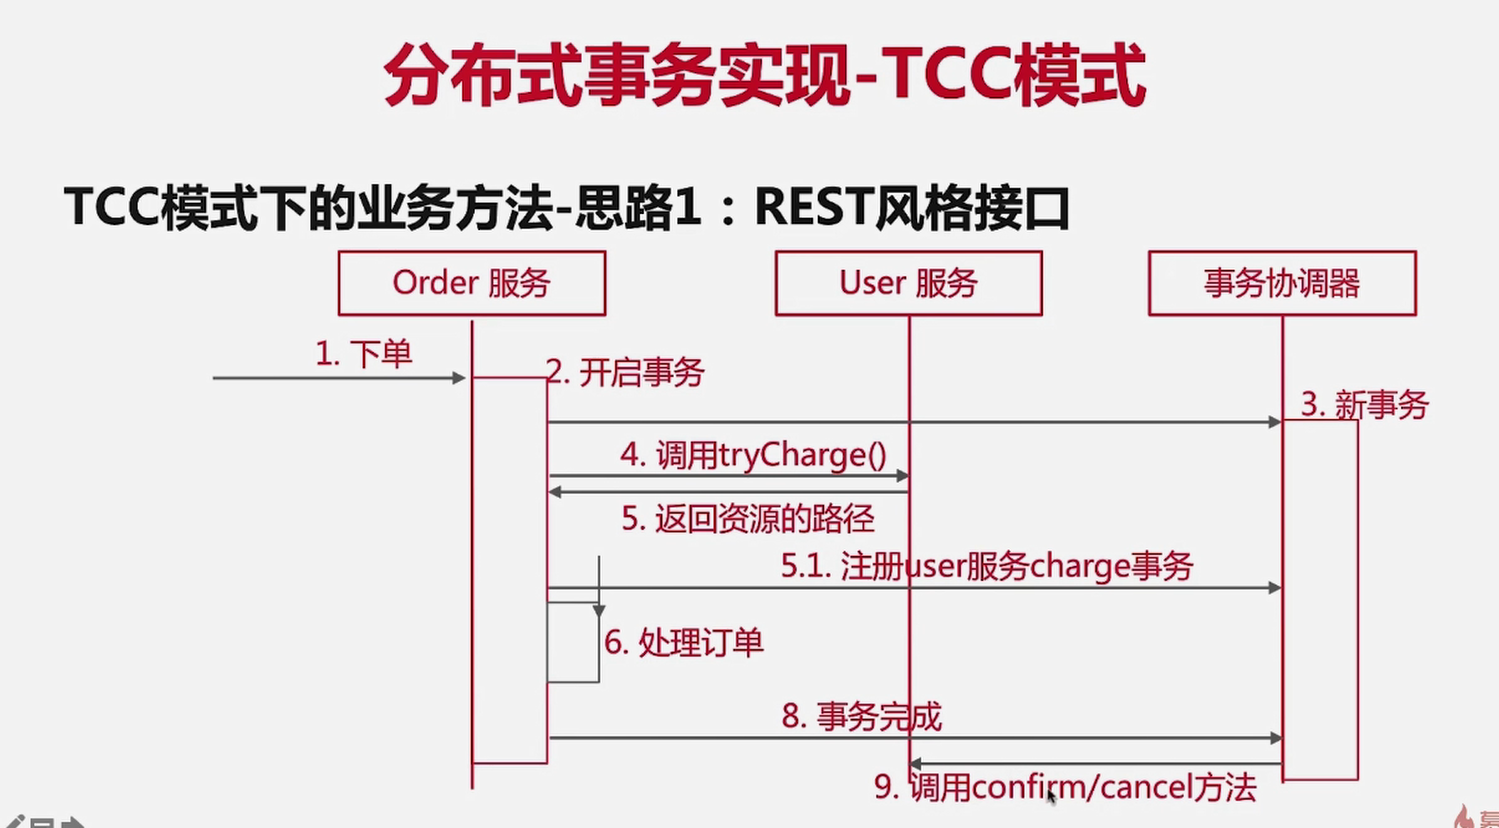 分布式事务实现-TCC模式
TCC模式下的业务方法-思路1：REST风格接口
Order 服务
User 服务
事务协调器
1. 下单
2. 开启事务
3. 新事务
4. 调用tryCharge()
5. 返回资源的路径
5.1. 注册user服务charge事务
6. 处理订单
8. 事务完成
9. 调用confirm/cancel方法